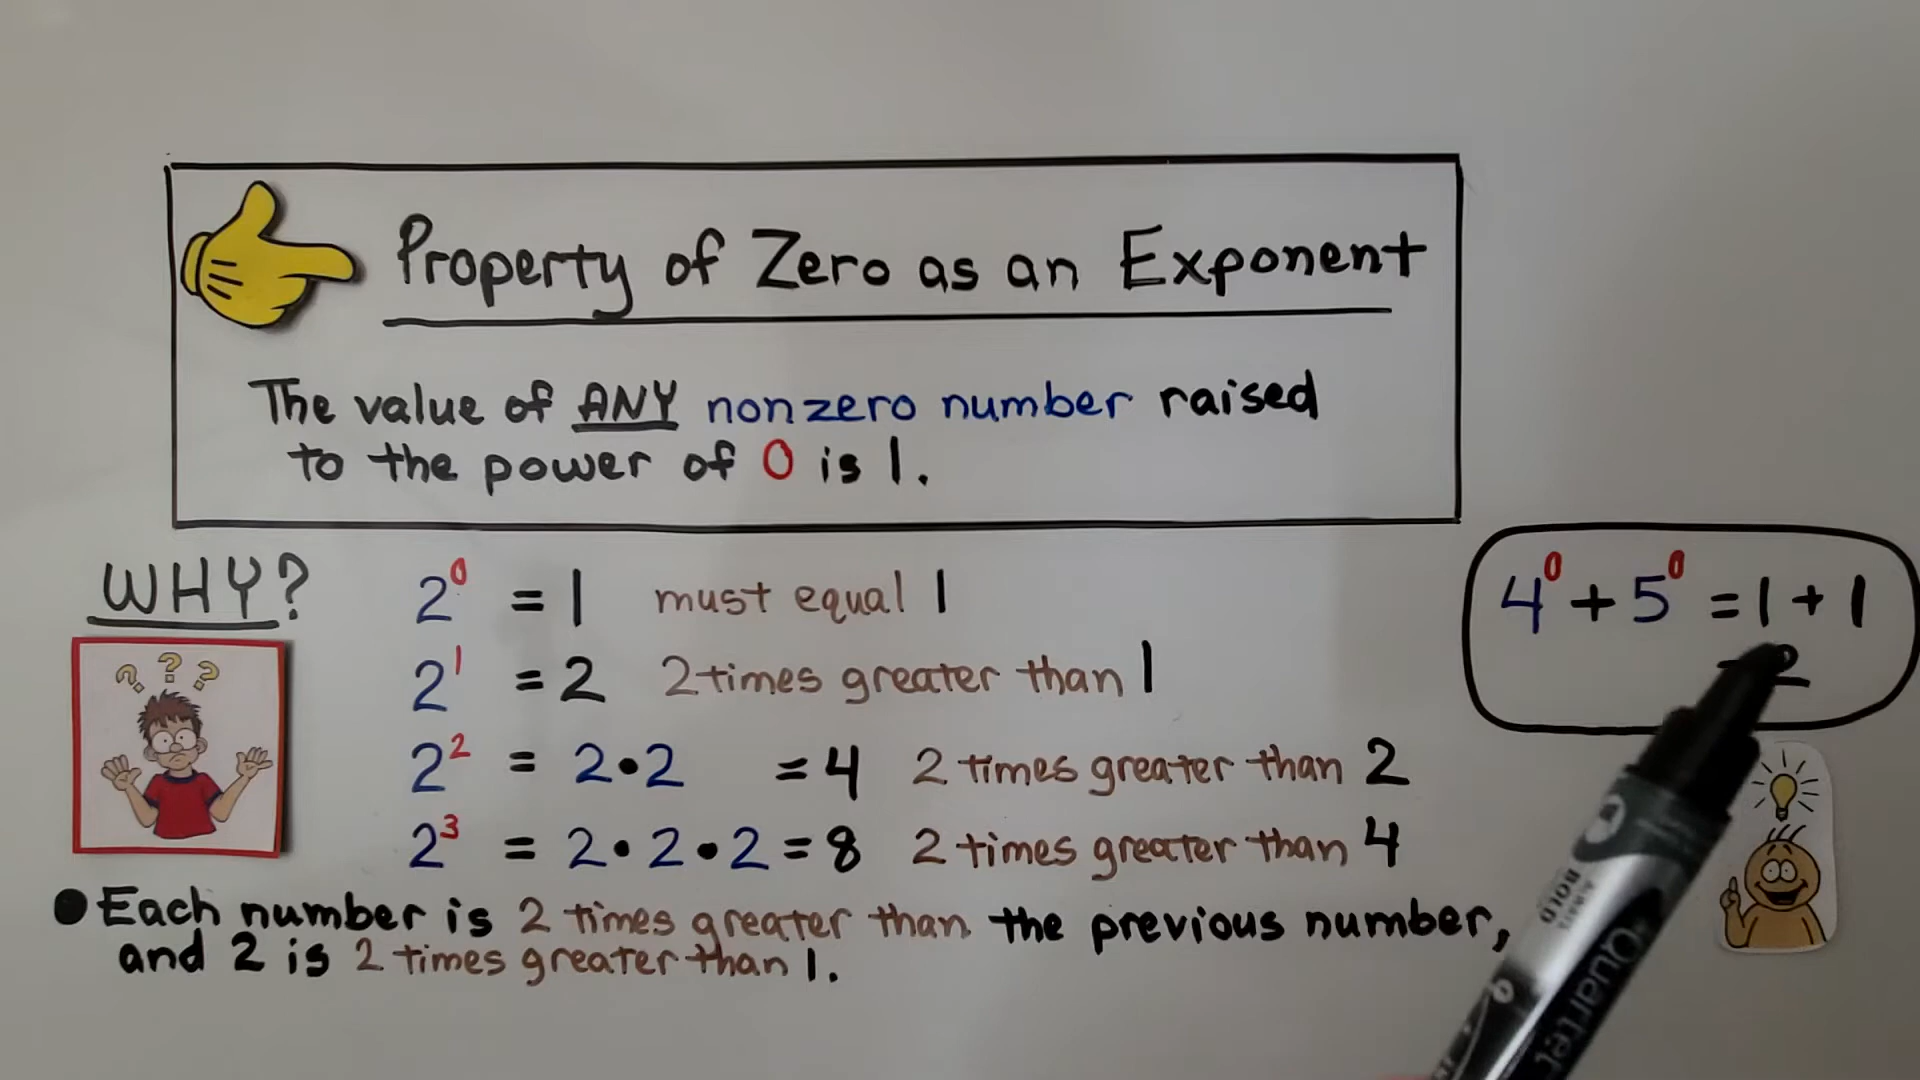 Property of Zero as an Exponent
The value of ANY nonzero number raised
to the power of 0 is 1.
WHY?
? ? ?
2⁰ = 1 must equal 1
2¹ = 2 2 times greater than 1
2² = 2•2 = 4 2 times greater than 2
2³ = 2•2•2 = 8 2 times greater than 4
• Each number is 2 times greater than the previous number,
and 2 is 2 times greater than 1.
4⁰ + 5⁰ = 1 + 1
2
BOLD
Quartet